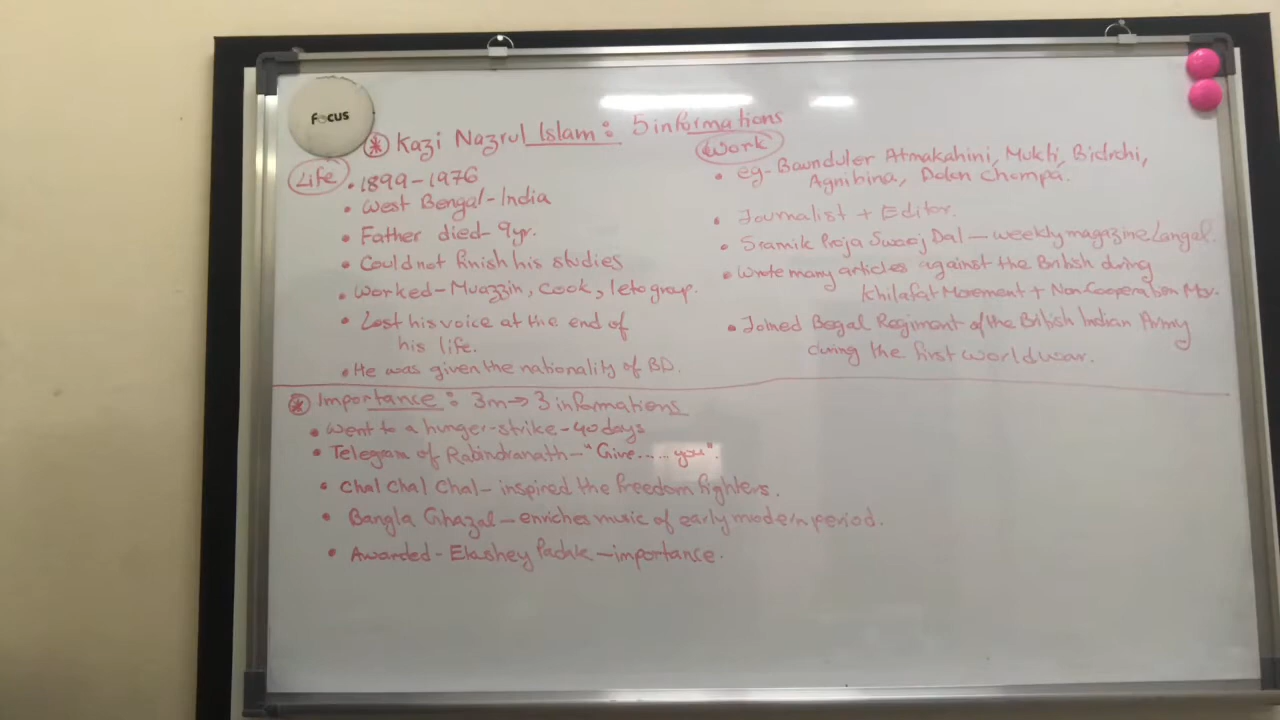 Focus
* Kazi Nazrul Islam: 5 informations
Life
• 1899-1976
• West Bengal-India
• Father died-9yr.
• Could not finish his studies
• Worked-Muazzin, Cook, leto group.
• Lost his voice at the end of
his life.
• He was given the nationality of BD.
Work
• eg-Baunduler Atmakahini, Mukti, Bidrohi,
Agnibina, Dolon Chompa.
• Journalist + Editor.
• Sramik Proja Swaraj Dal - weekly magazine Langal.
• Wrote many articles against the British during
Khilafat Movement + Non Cooperation Mov.
• Joined Begal Regiment of the British Indian Army
during the first world war.
* Importance: 3m→3 informations
• Went to a hunger-strike-40 days
• Telegram of Rabindranath-"Give.....you".
• Chal Chal Chal- inspired the freedom fighters.
• Bangla Ghazal-enriches music of early modern period.
• Awarded- Ekushey Padak-importance.